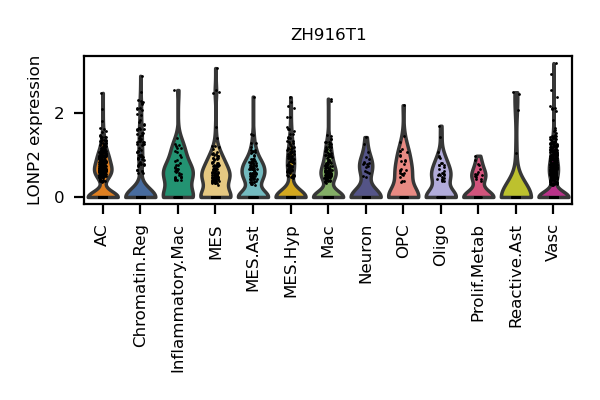 ZH916T1
LONP2 expression
2
0
AC
Chromatin.Reg
Inflammatory.Mac
MES
MES.Ast
MES.Hyp
Mac
Neuron
OPC
Oligo
Prolif.Metab
Reactive.Ast
Vasc